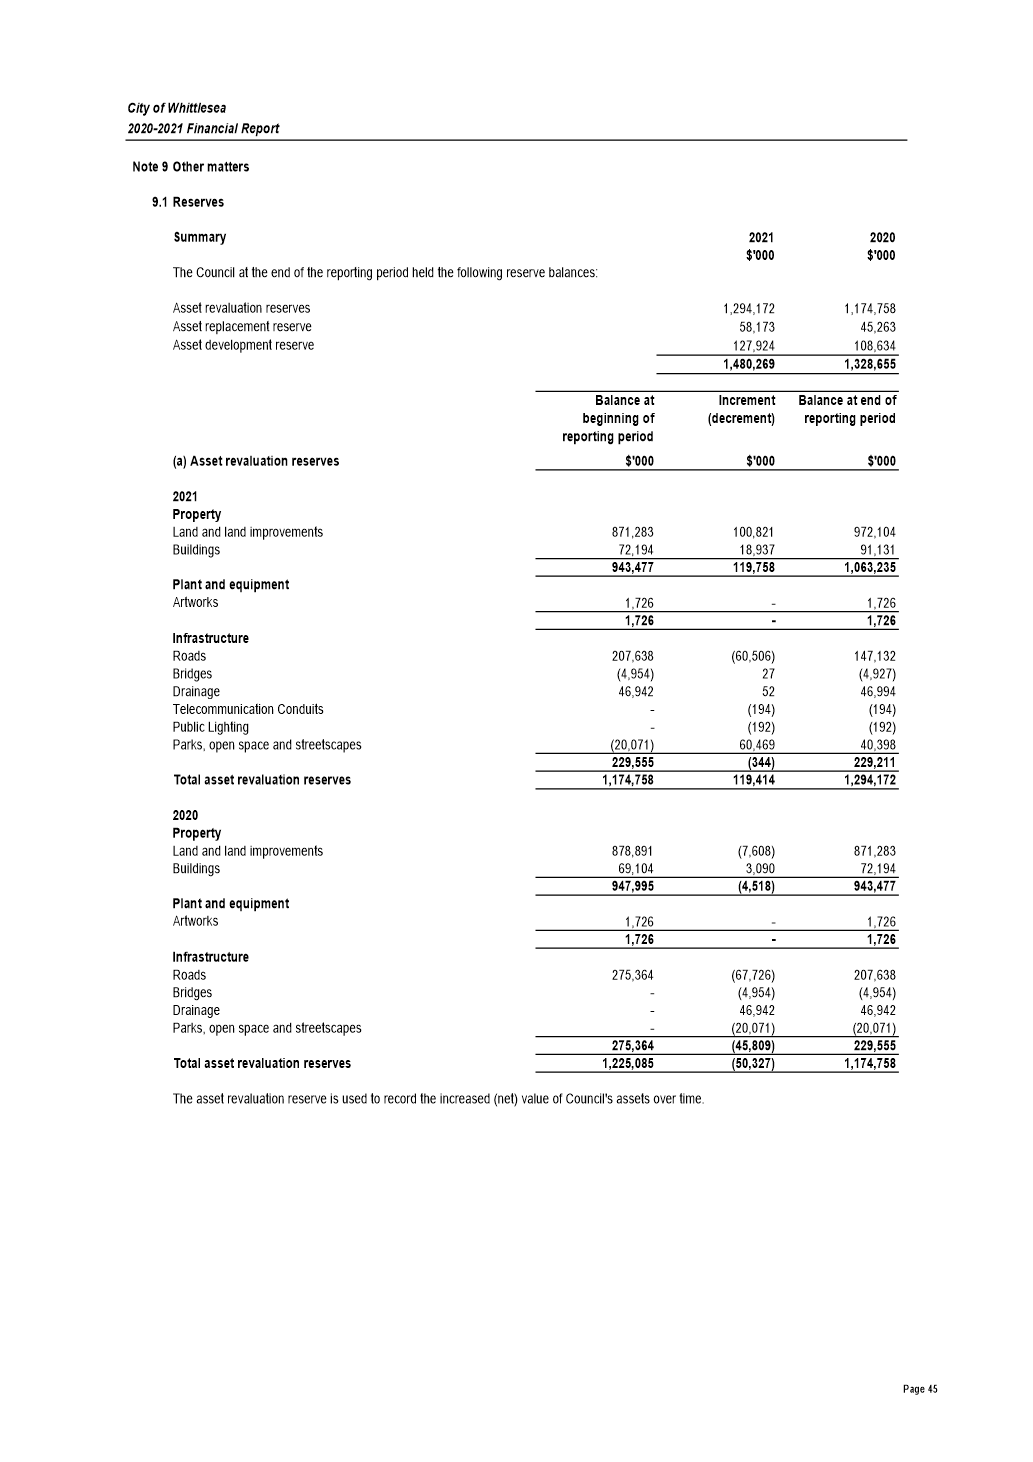 City of Whittlesea
2020-2021 Financial Report
Note 9 Other matters
9.1 Reserves
Summary 2021 2020
$'000 $'000
The Council at the end of the reporting period held the following reserve balances:
Asset revaluation reserves 1,294,172 1,174,758
Asset replacement reserve 58,173 45,263
Asset development reserve 127,924 108,634
1,480,269 1,328,655
Balance at Increment Balance at end of
beginning of (decrement) reporting period
reporting period
(a) Asset revaluation reserves $'000 $'000 $'000
2021
Property
Land and land improvements 871,283 100,821 972,104
Buildings 72,194 18,937 91,131
943,477 119,758 1,063,235
Plant and equipment
Artworks 1,726 - 1,726
1,726 - 1,726
Infrastructure
Roads 207,638 (60,506) 147,132
Bridges (4,954) 27 (4,927)
Drainage 46,942 52 46,994
Telecommunication Conduits - (194) (194)
Public Lighting - (192) (192)
Parks, open space and streetscapes (20,071) 60,469 40,398
229,555 (344) 229,211
Total asset revaluation reserves 1,174,758 119,414 1,294,172
2020
Property
Land and land improvements 878,891 (7,608) 871,283
Buildings 69,104 3,090 72,194
947,995 (4,518) 943,477
Plant and equipment
Artworks 1,726 - 1,726
1,726 - 1,726
Infrastructure
Roads 275,364 (67,726) 207,638
Bridges - (4,954) (4,954)
Drainage - 46,942 46,942
Parks, open space and streetscapes - (20,071) (20,071)
275,364 (45,809) 229,555
Total asset revaluation reserves 1,225,085 (50,327) 1,174,758
The asset revaluation reserve is used to record the increased (net) value of Council's assets over time.
Page 45